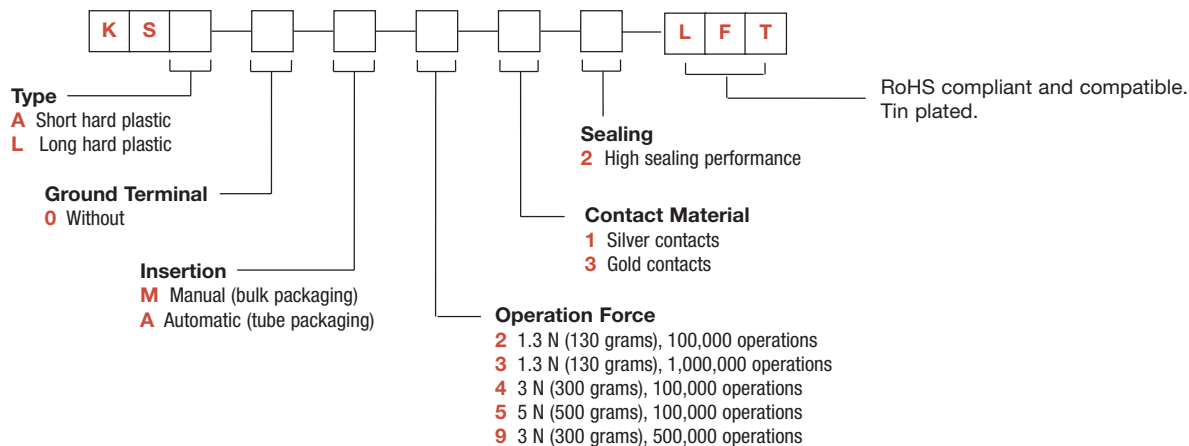 K S L F T
RoHS compliant and compatible.
Tin plated.
Type
A Short hard plastic
L Long hard plastic
Sealing
2 High sealing performance
Ground Terminal
0 Without
Contact Material
1 Silver contacts
3 Gold contacts
Insertion
M Manual (bulk packaging)
A Automatic (tube packaging)
Operation Force
2 1.3 N (130 grams), 100,000 operations
3 1.3 N (130 grams), 1,000,000 operations
4 3 N (300 grams), 100,000 operations
5 5 N (500 grams), 100,000 operations
9 3 N (300 grams), 500,000 operations